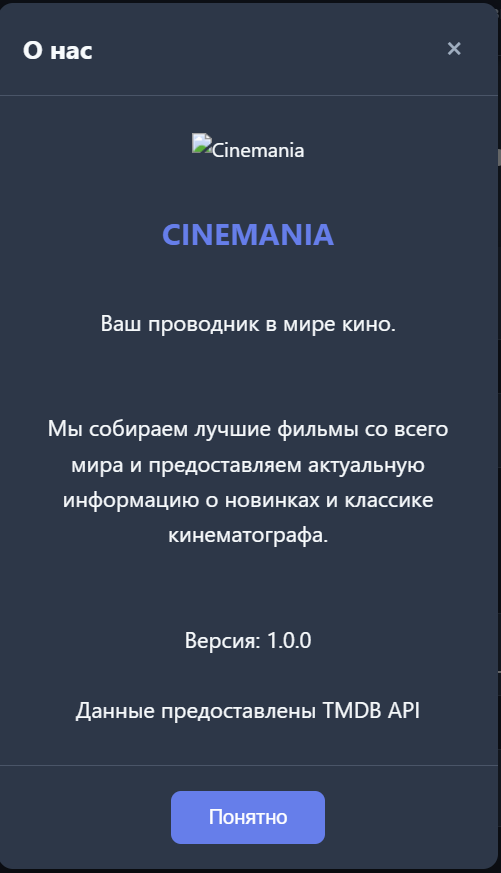 О нас
×
Cinemania
CINEMANIA
Ваш проводник в мире кино.
Мы собираем лучшие фильмы со всего
мира и предоставляем актуальную
информацию о новинках и классике
кинематографа.
Версия: 1.0.0
Данные предоставлены TMDB API
Понятно